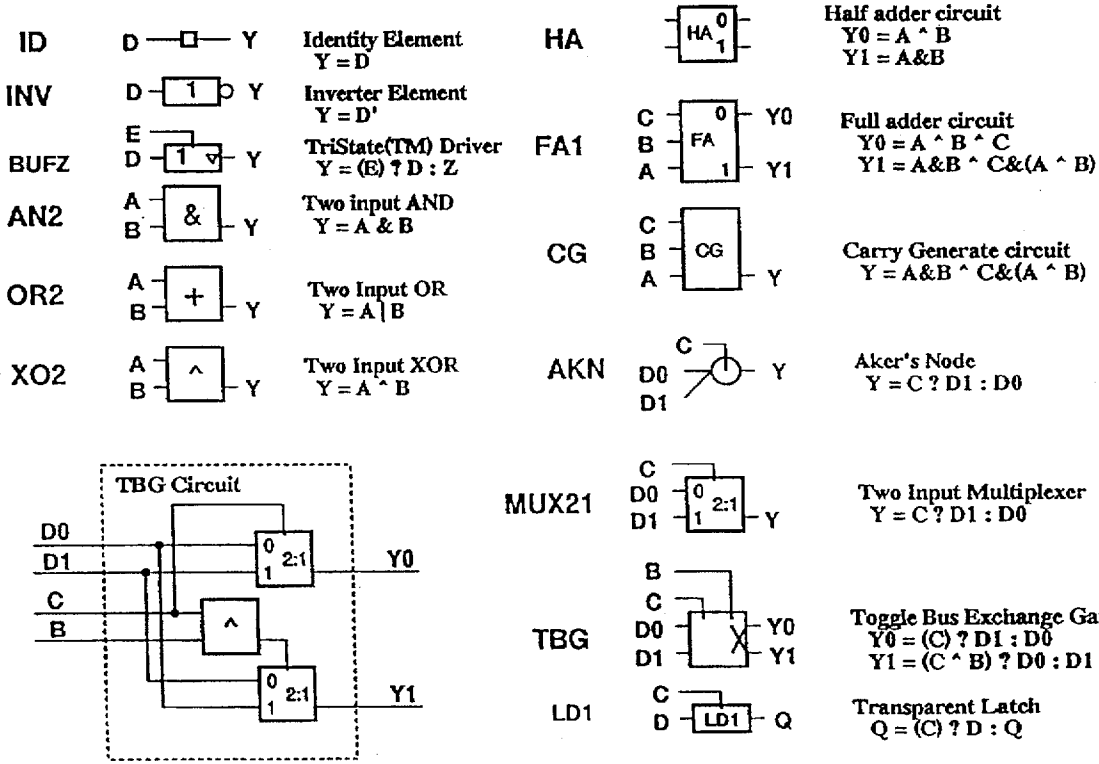 ID D Y Identity Element
Y = D
INV D 1 Y Inverter Element
Y = D'
E
BUFZ D 1 Y TriState(TM) Driver
Y = (E) ? D : Z
AN2 A B & Y Two input AND
Y = A & B
OR2 A B + Y Two Input OR
Y = A | B
XO2 A B ^ Y Two Input XOR
Y = A ^ B
TBG Circuit
D0
D1
C
B
0
1 2:1
Y0
^
0
1 2:1
Y1
HA HA 0 1 Half adder circuit
Y0 = A ^ B
Y1 = A&B
FA1 C B A FA 0 1 Y0 Y1 Full adder circuit
Y0 = A ^ B ^ C
Y1 = A&B ^ C&(A ^ B)
CG C B A CG Y Carry Generate circuit
Y = A&B ^ C&(A ^ B)
AKN C D0 D1 Y Aker's Node
Y = C ? D1 : D0
MUX21 C D0 D1 0 1 2:1 Y Two Input Multiplexer
Y = C ? D1 : D0
TBG B C D0 D1 X Y0 Y1 Toggle Bus Exchange Ga
Y0 = (C) ? D1 : D0
Y1 = (C ^ B) ? D0 : D1
LD1 C D LD1 Q Transparent Latch
Q = (C) ? D : Q